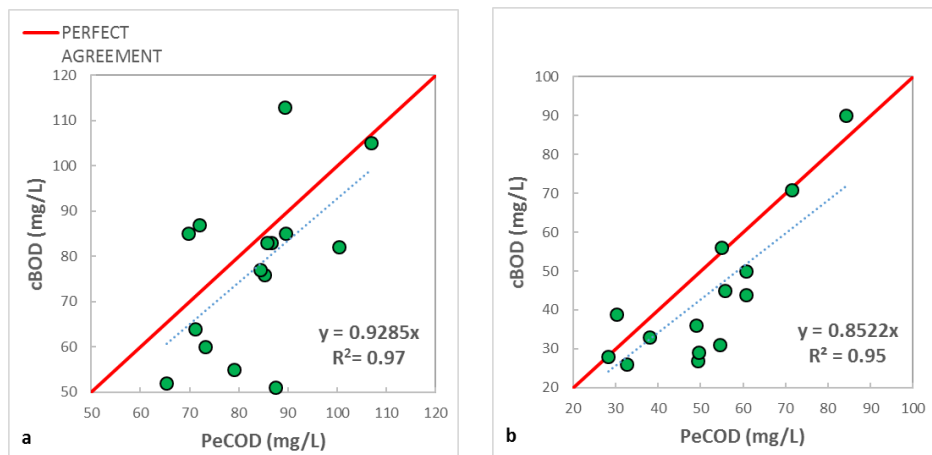 PERFECT
AGREEMENT
120
110
100
90
80
70
60
50
cBOD (mg/L)
y = 0.9285x
R²= 0.97
50 60 70 80 90 100 110 120
a
PeCOD (mg/L)
100
90
80
70
60
50
40
30
20
cBOD (mg/L)
y = 0.8522x
R² = 0.95
20 30 40 50 60 70 80 90 100
b
PeCOD (mg/L)